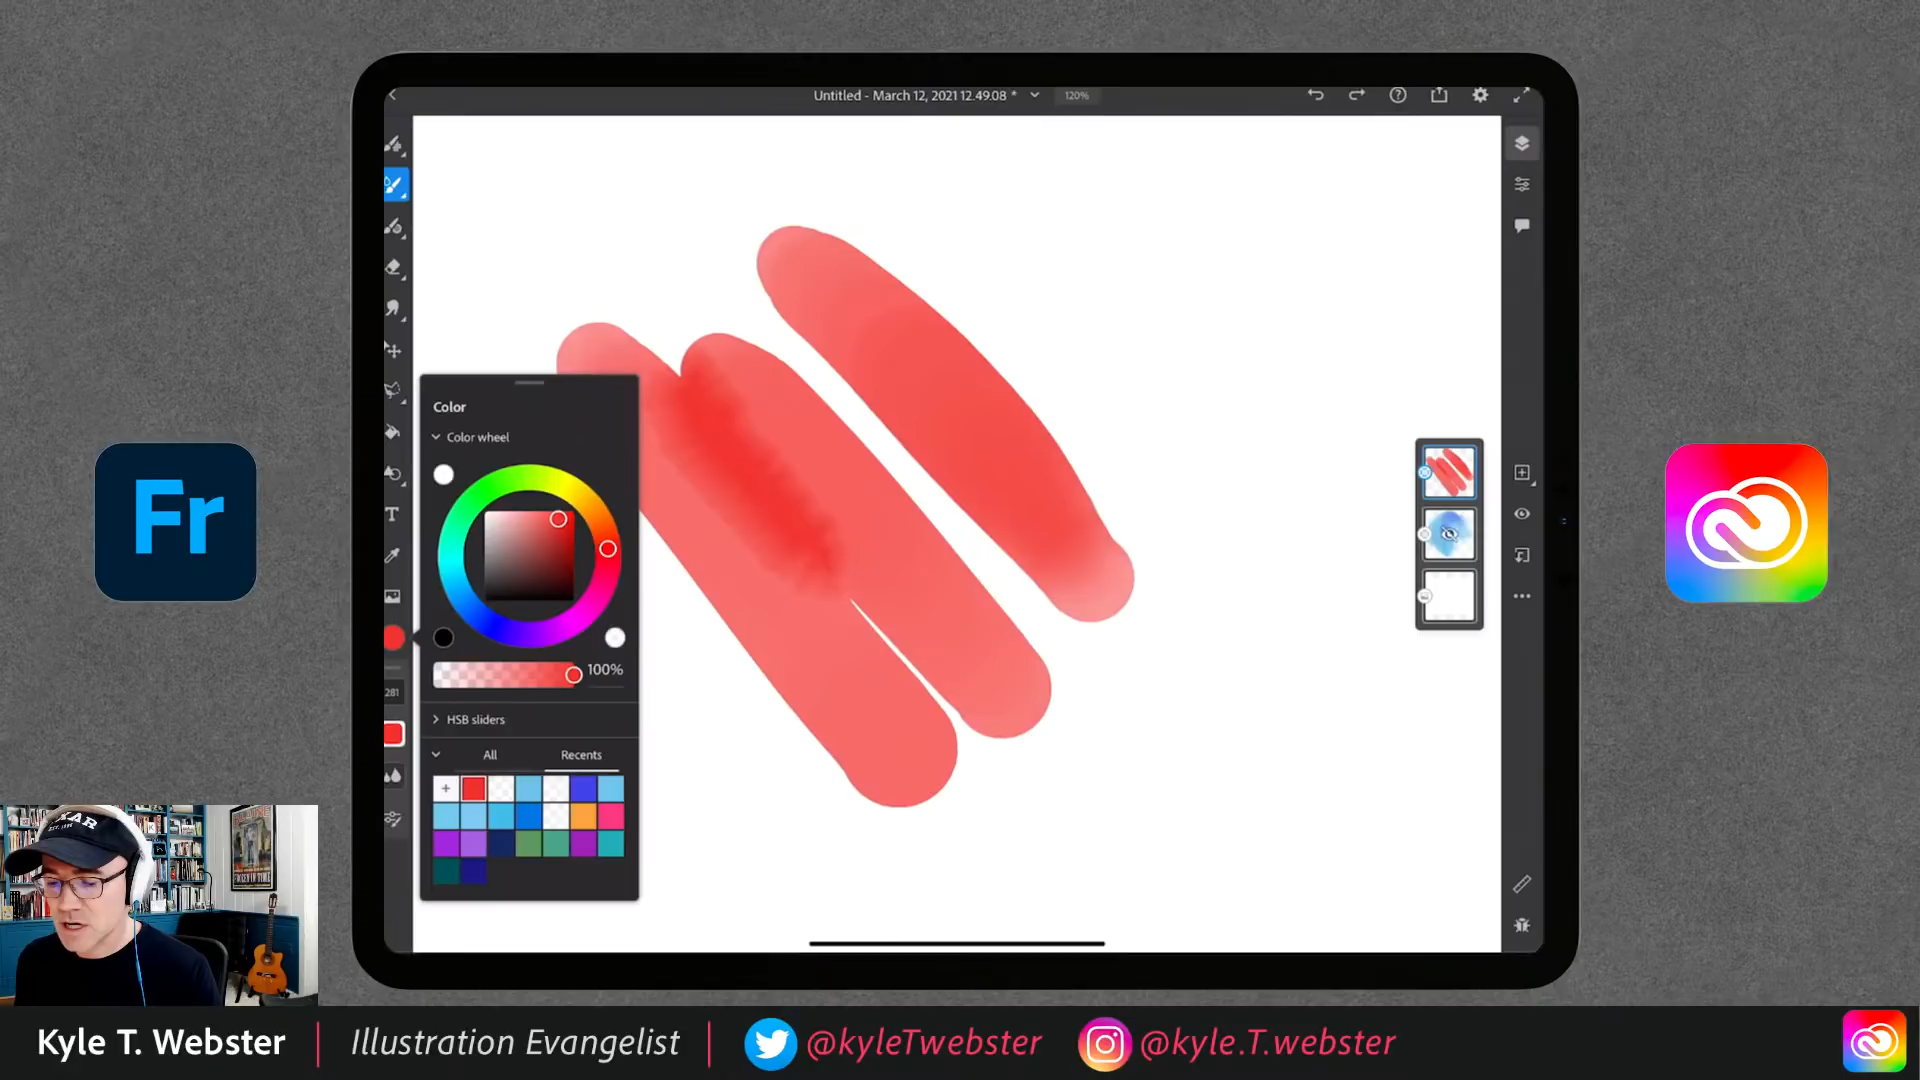 Untitled - March 12, 2021 12.49.08 *
120%
Fr
Color
Color wheel
100%
HSB sliders
All
Recents
281
Kyle T. Webster
Illustration Evangelist
@kyleTwebster
@kyle.T.webster